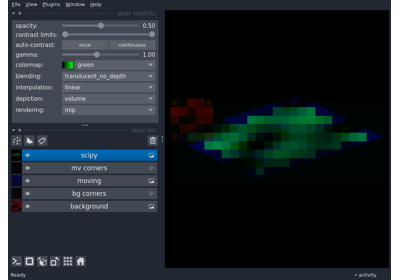 File View Plugins Window Help
layer controls
opacity: 0.50
contrast limits:
auto-contrast: once continuous
gamma: 1.00
colormap: green
blending: translucent_no_depth
interpolation: linear
depiction: volume
rendering: mip
layer list
scipy
mv corners
moving
bg corners
background
Ready
activity